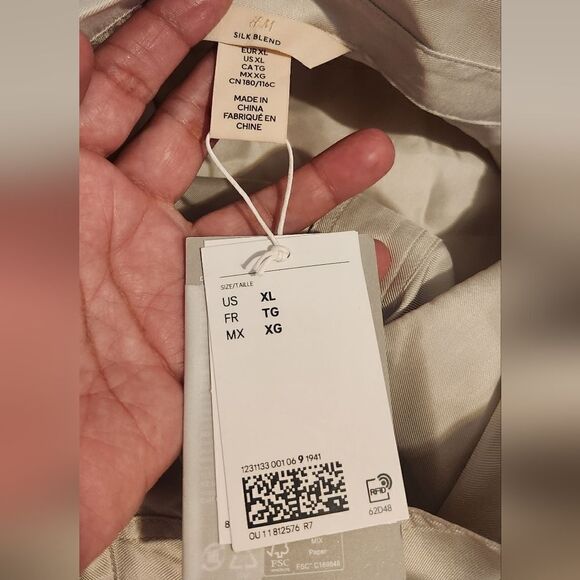 H&M
SILK BLEND
EUR XL
US XL
CA TG
MX XG
CN 180/116C
MADE IN
CHINA
FABRIQUÉ EN
CHINE
SIZE/TAILLE
US XL
FR TG
MX XG
1231133 001 06 9 1941
RFID
62D48
8
OU 11 812576 R7
FSC
MIX
Paper